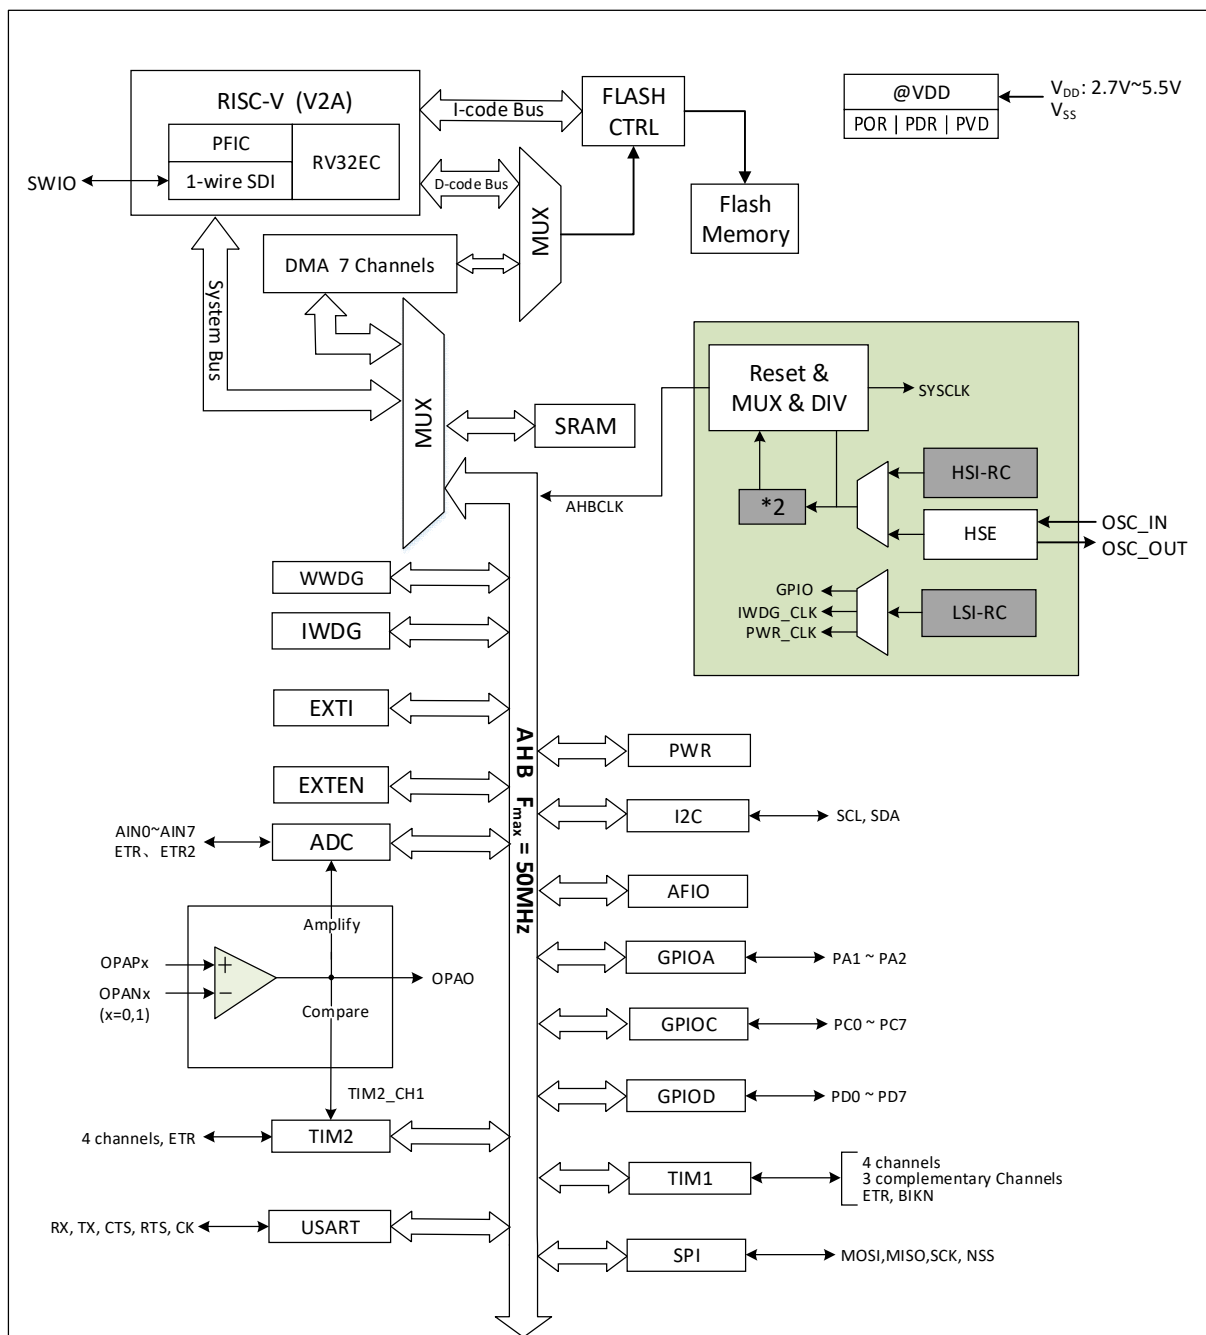 RISC-V (V2A)
PFIC
1-wire SDI
RV32EC
SWIO
I-code Bus
D-code Bus
FLASH
CTRL
Flash
Memory
@VDD
POR | PDR | PVD
VDD: 2.7V~5.5V
VSS
MUX
DMA 7 Channels
System Bus
MUX
SRAM
Reset &
MUX & DIV
SYSCLK
AHBCLK
*2
HSI-RC
HSE
OSC_IN
OSC_OUT
GPIO
IWDG_CLK
PWR_CLK
LSI-RC
WWDG
IWDG
EXTI
EXTEN
AIN0~AIN7
ETR、ETR2
ADC
AHB Fmax = 50MHz
Amplify
OPAPx
OPANx
(x=0,1)
+
−
OPAO
Compare
TIM2_CH1
4 channels, ETR
TIM2
RX, TX, CTS, RTS, CK
USART
PWR
I2C
SCL, SDA
AFIO
GPIOA
PA1 ~ PA2
GPIOC
PC0 ~ PC7
GPIOD
PD0 ~ PD7
TIM1
4 channels
3 complementary Channels
ETR, BIKN
SPI
MOSI,MISO,SCK, NSS